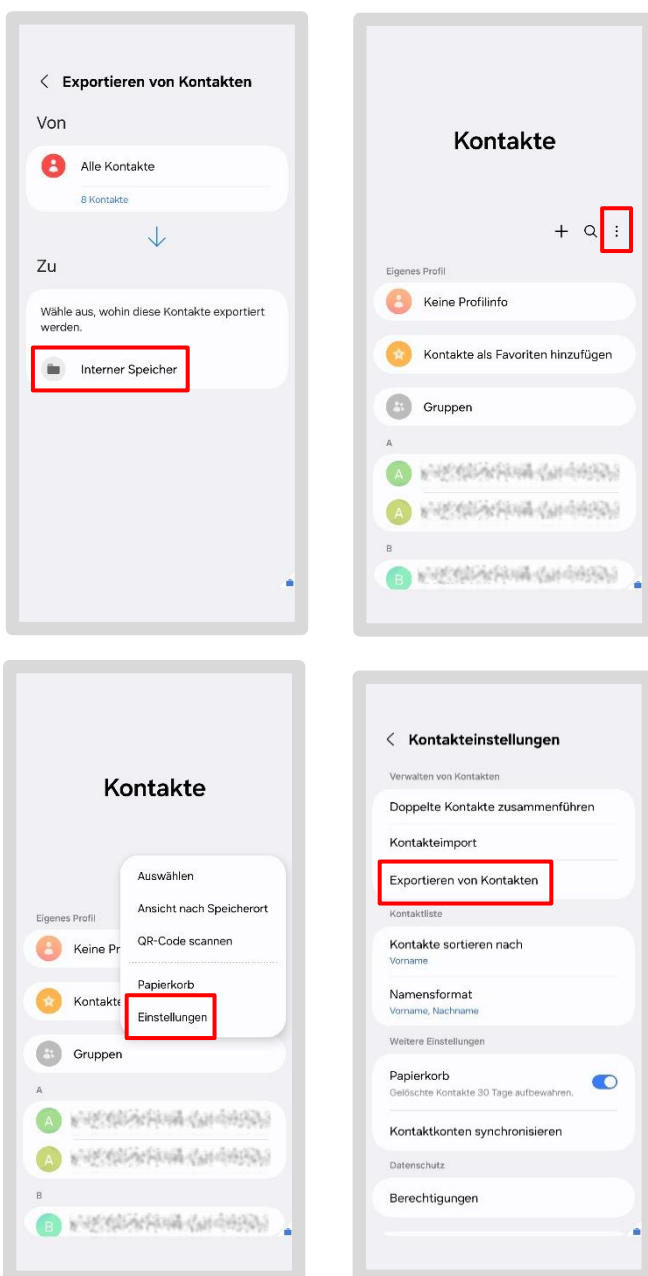 Exportieren von Kontakten
Von
Alle Kontakte
8 Kontakte
Zu
Wähle aus, wohin diese Kontakte exportiert
werden.
Interner Speicher
Kontakte
Eigenes Profil
Keine Profilinfo
Kontakte als Favoriten hinzufügen
Gruppen
A
A
A
B
B
Kontakte
Auswählen
Ansicht nach Speicherort
QR-Code scannen
Papierkorb
Einstellungen
Eigenes Profil
Keine Pr
Kontakte
Gruppen
A
A
A
B
B
Kontakteinstellungen
Verwalten von Kontakten
Doppelte Kontakte zusammenführen
Kontakteimport
Exportieren von Kontakten
Kontaktliste
Kontakte sortieren nach
Vorname
Namensformat
Vorname, Nachname
Weitere Einstellungen
Papierkorb
Gelöschte Kontakte 30 Tage aufbewahren.
Kontaktkonten synchronisieren
Datenschutz
Berechtigungen